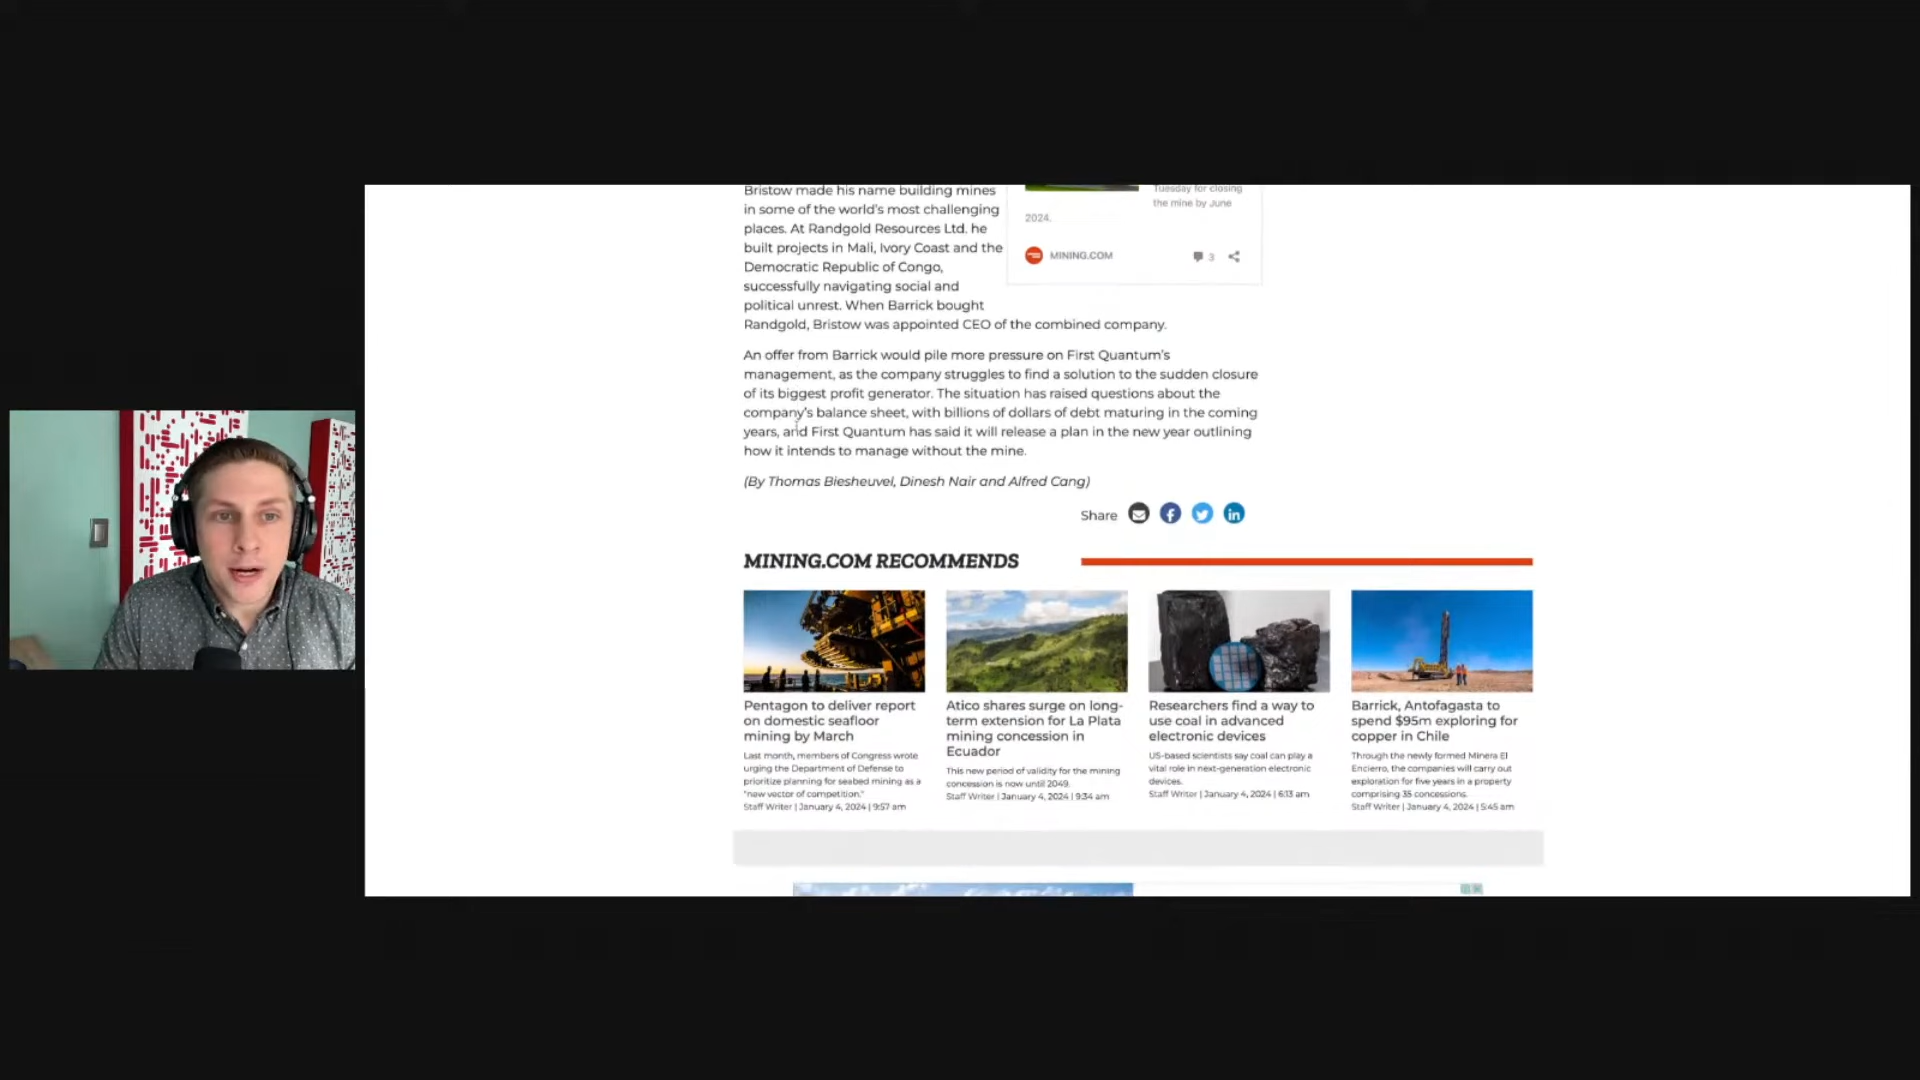 Bristow made his name building mines
in some of the world's most challenging
places. At Randgold Resources Ltd. he
built projects in Mali, Ivory Coast and the
Democratic Republic of Congo,
successfully navigating social and
political unrest. When Barrick bought
Randgold, Bristow was appointed CEO of the combined company.
Tuesday for closing
the mine by June
2024.
MINING.COM
3
An offer from Barrick would pile more pressure on First Quantum's
management, as the company struggles to find a solution to the sudden closure
of its biggest profit generator. The situation has raised questions about the
company's balance sheet, with billions of dollars of debt maturing in the coming
years, and First Quantum has said it will release a plan in the new year outlining
how it intends to manage without the mine.
(By Thomas Biesheuvel, Dinesh Nair and Alfred Cang)
Share
MINING.COM RECOMMENDS
Pentagon to deliver report
on domestic seafloor
mining by March
Last month, members of Congress wrote
urging the Department of Defense to
prioritize planning for seabed mining as a
"new vector of competition."
Staff Writer | January 4, 2024 | 9:57 am
Atico shares surge on long-
term extension for La Plata
mining concession in
Ecuador
This new period of validity for the mining
concession is now until 2049.
Staff Writer | January 4, 2024 | 9:34 am
Researchers find a way to
use coal in advanced
electronic devices
US-based scientists say coal can play a
vital role in next-generation electronic
devices.
Staff Writer | January 4, 2024 | 6:13 am
Barrick, Antofagasta to
spend $95m exploring for
copper in Chile
Through the newly formed Minera El
Encierro, the companies will carry out
exploration for five years in a property
comprising 35 concessions.
Staff Writer | January 4, 2024 | 5:45 am